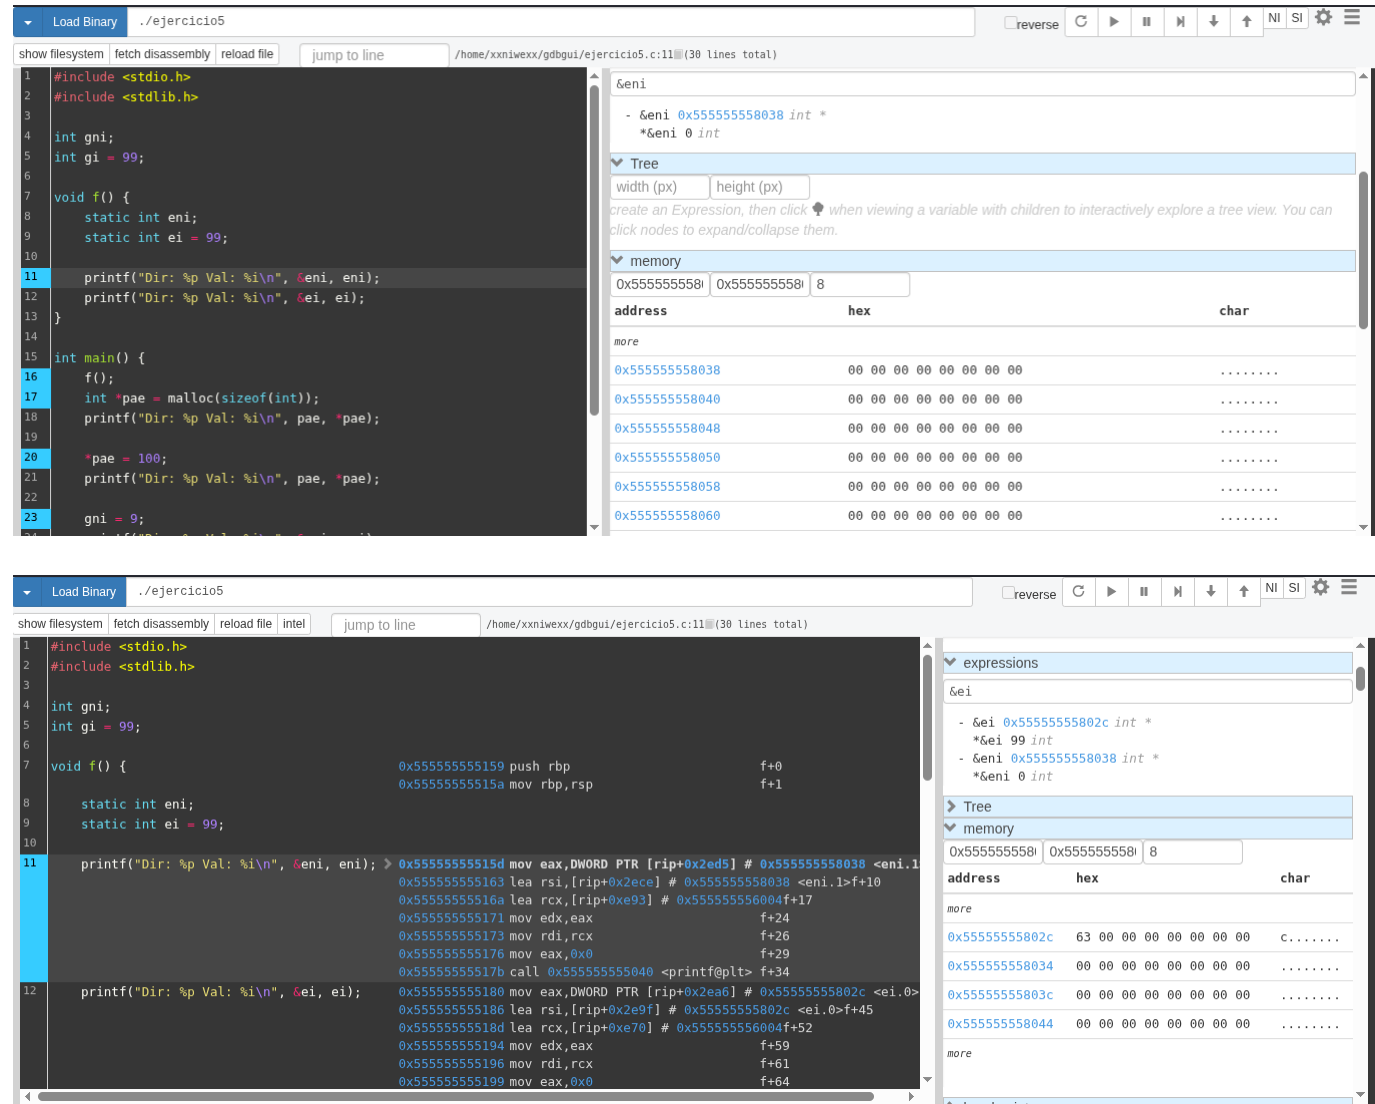 Load Binary ./ejercicio5 reverse NI SI
show filesystem fetch disassembly reload file jump to line /home/xxniwexx/gdbgui/ejercicio5.c:11 (30 lines total)
1 #include <stdio.h>
2 #include <stdlib.h>
3
4 int gni;
5 int gi = 99;
6
7 void f() {
8 static int eni;
9 static int ei = 99;
10
11 printf("Dir: %p Val: %i\n", &eni, eni);
12 printf("Dir: %p Val: %i\n", &ei, ei);
13 }
14
15 int main() {
16 f();
17 int *pae = malloc(sizeof(int));
18 printf("Dir: %p Val: %i\n", pae, *pae);
19
20 *pae = 100;
21 printf("Dir: %p Val: %i\n", pae, *pae);
22
23 gni = 9;
&eni
- &eni 0x555555558038 int *
*&eni 0 int
Tree
width (px) height (px)
create an Expression, then click when viewing a variable with children to interactively explore a tree view. You can
click nodes to expand/collapse them.
memory
0x555555558 0x555555558 8
address hex char
more
0x555555558038 00 00 00 00 00 00 00 00 ........
0x555555558040 00 00 00 00 00 00 00 00 ........
0x555555558048 00 00 00 00 00 00 00 00 ........
0x555555558050 00 00 00 00 00 00 00 00 ........
0x555555558058 00 00 00 00 00 00 00 00 ........
0x555555558060 00 00 00 00 00 00 00 00 ........
Load Binary ./ejercicio5 reverse NI SI
show filesystem fetch disassembly reload file intel jump to line /home/xxniwexx/gdbgui/ejercicio5.c:11 (30 lines total)
1 #include <stdio.h>
2 #include <stdlib.h>
3
4 int gni;
5 int gi = 99;
6
7 void f() { 0x555555555159 push rbp f+0
0x55555555515a mov rbp,rsp f+1
8 static int eni;
9 static int ei = 99;
10
11 printf("Dir: %p Val: %i\n", &eni, eni); 0x55555555515d mov eax,DWORD PTR [rip+0x2ed5] # 0x555555558038 <eni.1
0x555555555163 lea rsi,[rip+0x2ece] # 0x555555558038 <eni.1>f+10
0x55555555516a lea rcx,[rip+0xe93] # 0x555555556004f+17
0x555555555171 mov edx,eax f+24
0x555555555173 mov rdi,rcx f+26
0x555555555176 mov eax,0x0 f+29
0x55555555517b call 0x555555555040 <printf@plt> f+34
12 printf("Dir: %p Val: %i\n", &ei, ei); 0x555555555180 mov eax,DWORD PTR [rip+0x2ea6] # 0x55555555802c <ei.0>
0x555555555186 lea rsi,[rip+0x2e9f] # 0x55555555802c <ei.0>f+45
0x55555555518d lea rcx,[rip+0xe70] # 0x555555556004f+52
0x555555555194 mov edx,eax f+59
0x555555555196 mov rdi,rcx f+61
0x555555555199 mov eax,0x0 f+64
expressions
&ei
- &ei 0x55555555802c int *
*&ei 99 int
- &eni 0x555555558038 int *
*&eni 0 int
Tree
memory
0x555555558 0x555555558 8
address hex char
more
0x55555555802c 63 00 00 00 00 00 00 00 c.......
0x555555558034 00 00 00 00 00 00 00 00 ........
0x55555555803c 00 00 00 00 00 00 00 00 ........
0x555555558044 00 00 00 00 00 00 00 00 ........
more